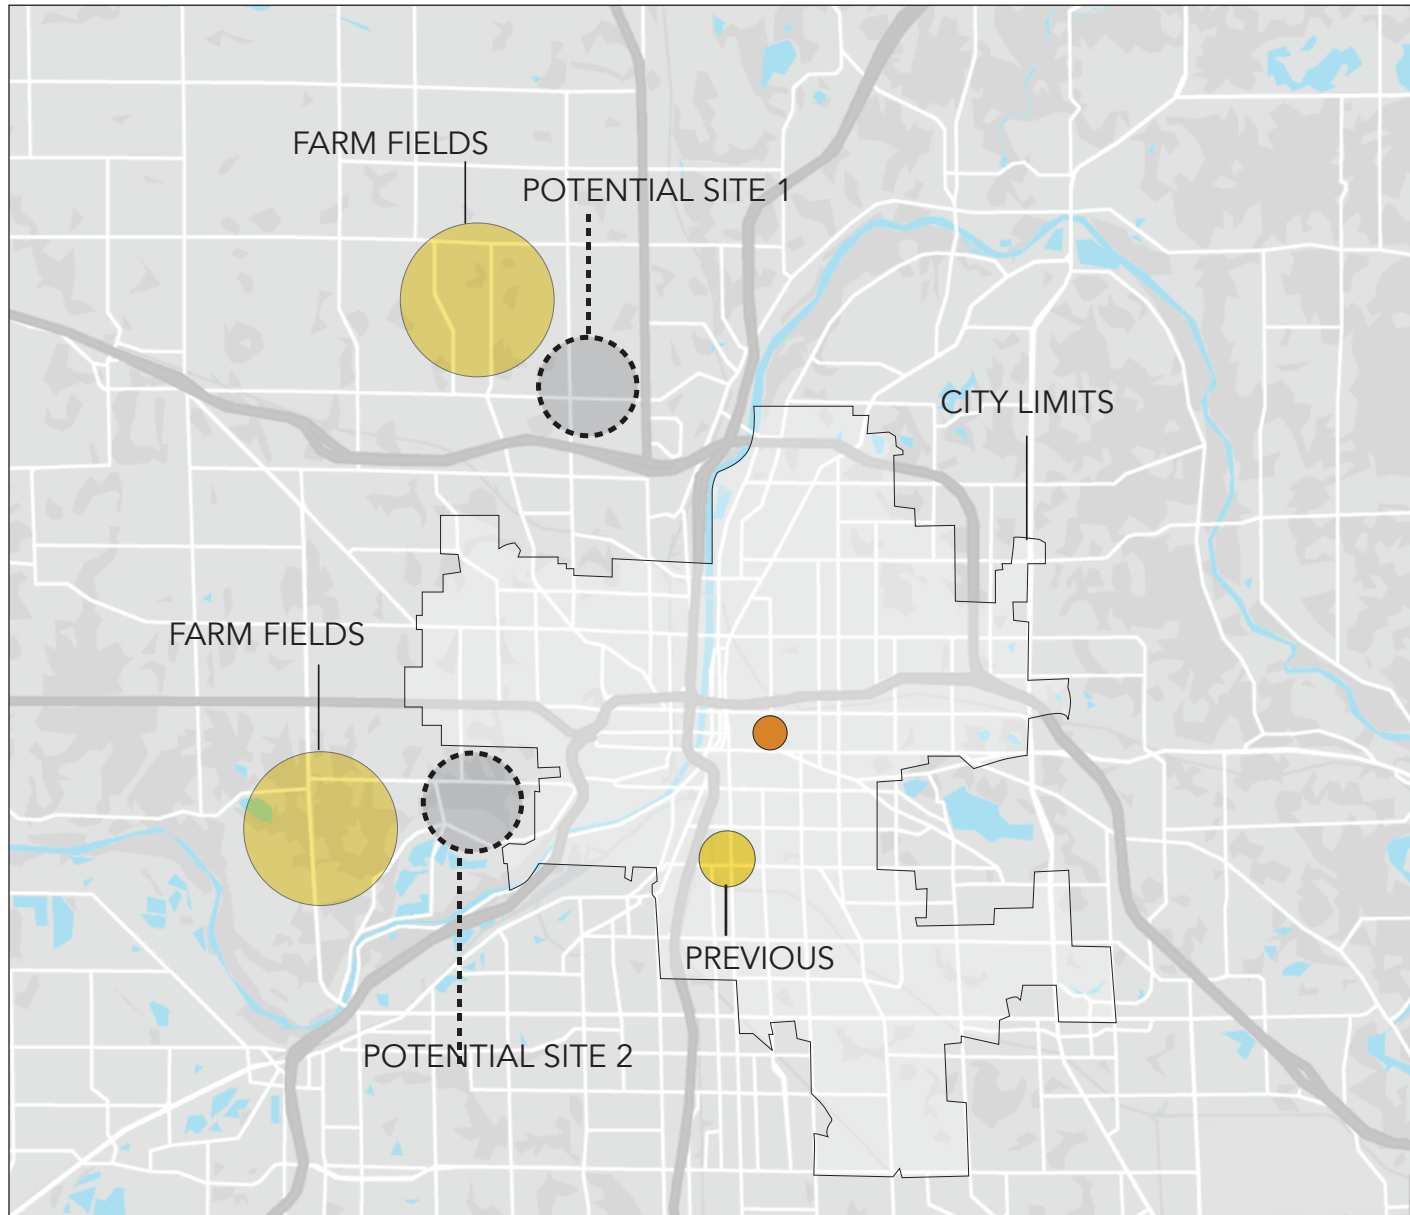 FARM FIELDS
POTENTIAL SITE 1
CITY LIMITS
FARM FIELDS
PREVIOUS
POTENTIAL SITE 2